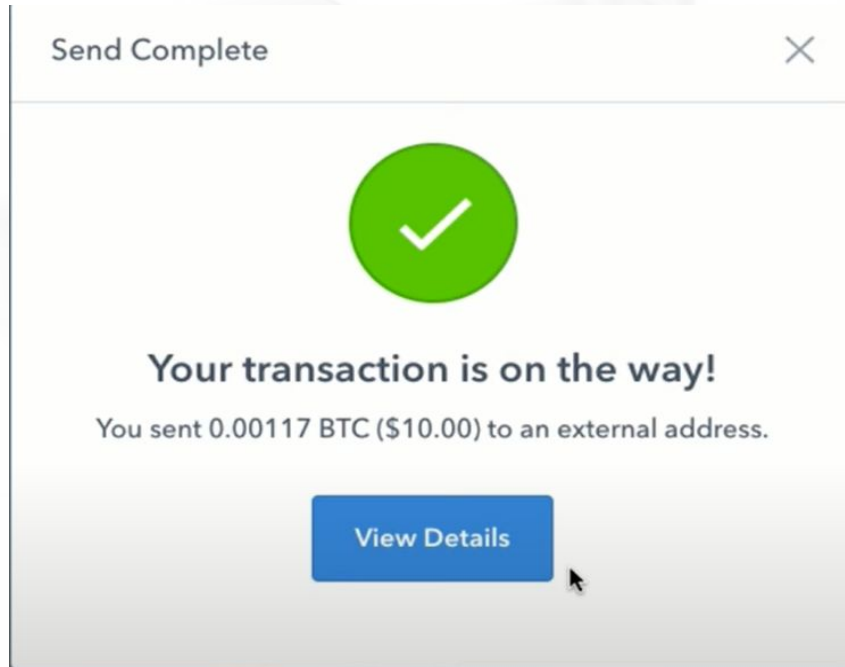 Send Complete
Your transaction is on the way!
You sent 0.00117 BTC ($10.00) to an external address.
View Details